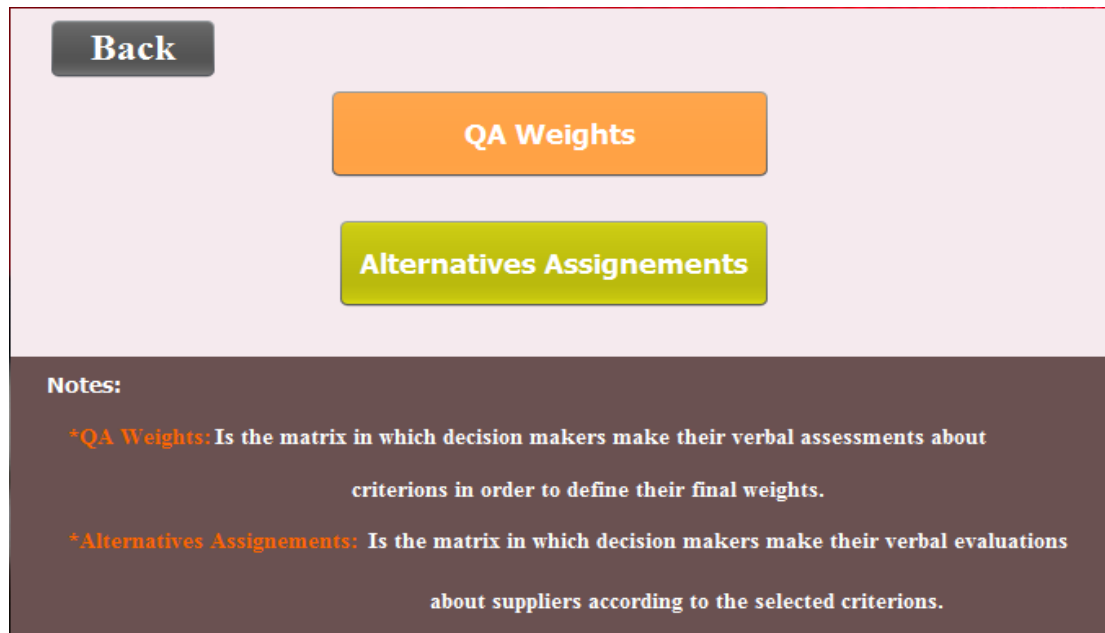 Back
QA Weights
Alternatives Assignements
Notes:
*QA Weights: Is the matrix in which decision makers make their verbal assessments about
criterions in order to define their final weights.
*Alternatives Assignements: Is the matrix in which decision makers make their verbal evaluations
about suppliers according to the selected criterions.